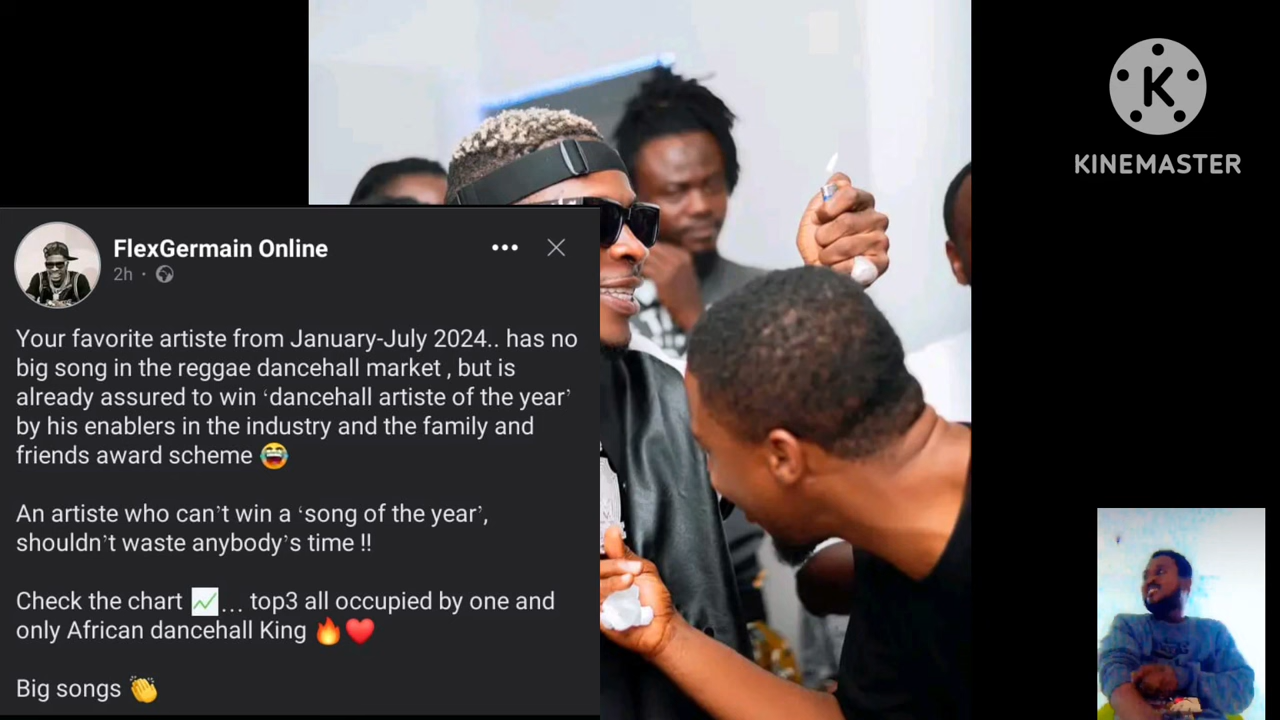 FlexGermain Online
2h ·
Your favorite artiste from January-July 2024.. has no
big song in the reggae dancehall market , but is
already assured to win ‘dancehall artiste of the year’
by his enablers in the industry and the family and
friends award scheme 😂
An artiste who can’t win a ‘song of the year’,
shouldn’t waste anybody’s time !!
Check the chart 📈... top3 all occupied by one and
only African dancehall King 🔥❤️
Big songs 👏
K
KINEMASTER